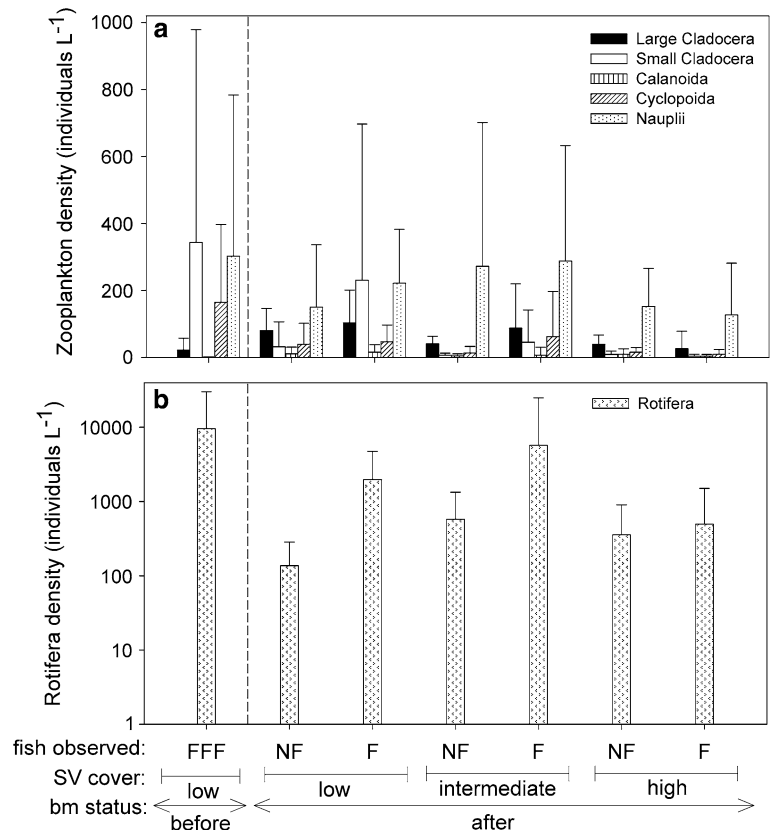 a
Zooplankton density (individuals L-1)
1000
800
600
400
200
0
Large Cladocera
Small Cladocera
Calanoida
Cyclopoida
Nauplii
b
Rotifera density (individuals L-1)
10000
1000
100
10
1
Rotifera
fish observed: FFF NF F NF F NF F
SV cover: low low intermediate high
bm status: before after